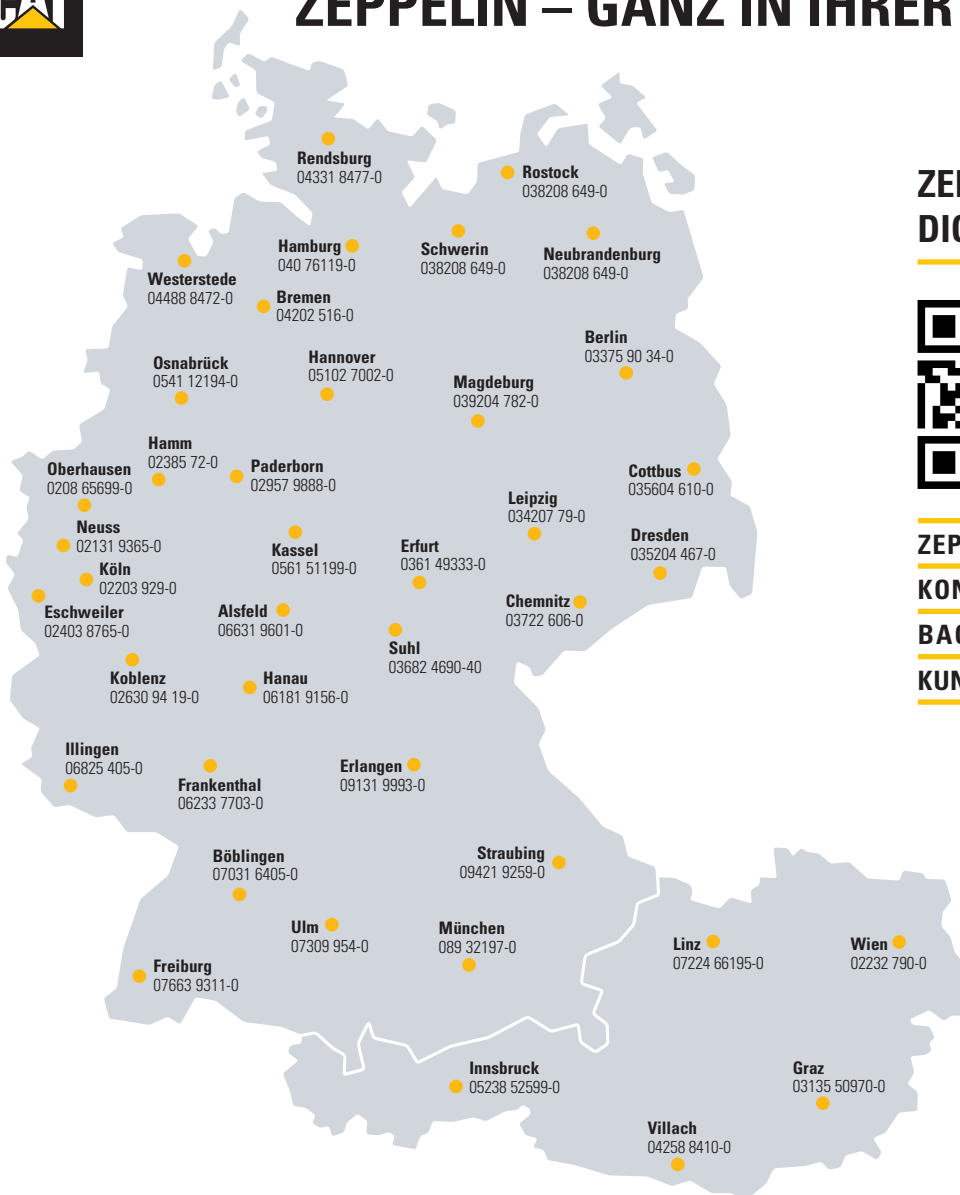 ZEPPELIN – GANZ IN IHRER
Rendsburg
04331 8477-0
Rostock
038208 649-0
Hamburg
040 76119-0
Schwerin
038208 649-0
Neubrandenburg
038208 649-0
Westerstede
04488 8472-0
Bremen
04202 516-0
Berlin
03375 90 34-0
Osnabrück
0541 12194-0
Hannover
05102 7002-0
Magdeburg
039204 782-0
Hamm
02385 72-0
Oberhausen
0208 65699-0
Paderborn
02957 9888-0
Cottbus
035604 610-0
Leipzig
034207 79-0
Neuss
02131 9365-0
Kassel
0561 51199-0
Erfurt
0361 49333-0
Dresden
035204 467-0
Köln
02203 929-0
Eschweiler
02403 8765-0
Alsfeld
06631 9601-0
Chemnitz
03722 606-0
Suhl
03682 4690-40
Koblenz
02630 94 19-0
Hanau
06181 9156-0
Illingen
06825 405-0
Frankenthal
06233 7703-0
Erlangen
09131 9993-0
Böblingen
07031 6405-0
Straubing
09421 9259-0
Ulm
07309 954-0
München
089 32197-0
Freiburg
07663 9311-0
Linz
07224 66195-0
Wien
02232 790-0
Innsbruck
05238 52599-0
Graz
03135 50970-0
Villach
04258 8410-0